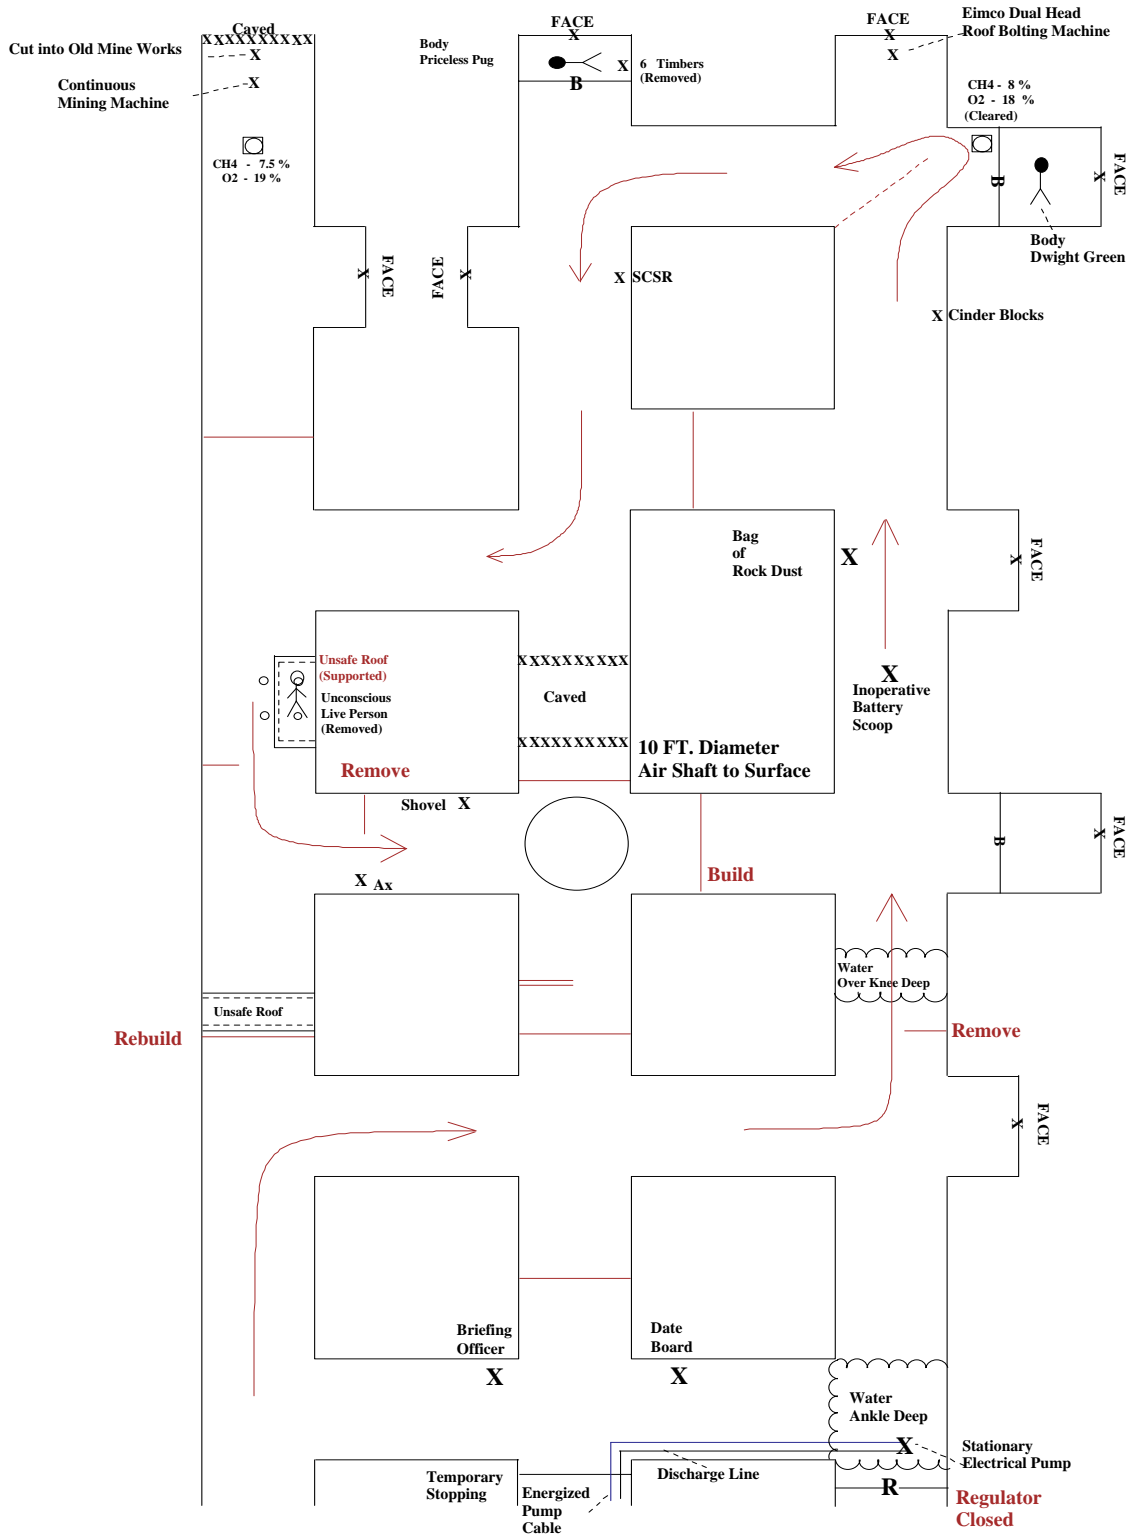 Caved
XXXXXXXXXX
Cut into Old Mine Works
X
Continuous
Mining Machine
X
CH4 - 7.5 %
O2 - 19 %
FACE
X
Body
Priceless Pug
X
6 Timbers
(Removed)
B
FACE
X
Eimco Dual Head
Roof Bolting Machine
X
CH4 - 8 %
O2 - 18 %
(Cleared)
B
X
FACE
Body
Dwight Green
X
FACE
FACE
X
X SCSR
X Cinder Blocks
Bag
of
Rock Dust
X
X
FACE
Unsafe Roof
(Supported)
Unconscious
Live Person
(Removed)
XXXXXXXXXX
Caved
XXXXXXXXXX
X
Inoperative
Battery
Scoop
10 FT. Diameter
Air Shaft to Surface
Remove
Shovel X
X Ax
Build
B
X
FACE
Water
Over Knee Deep
Unsafe Roof
Rebuild
Remove
X
FACE
Briefing
Officer
X
Date
Board
X
Water
Ankle Deep
X
Stationary
Electrical Pump
Temporary
Stopping
Discharge Line
Energized
Pump
Cable
R
Regulator
Closed